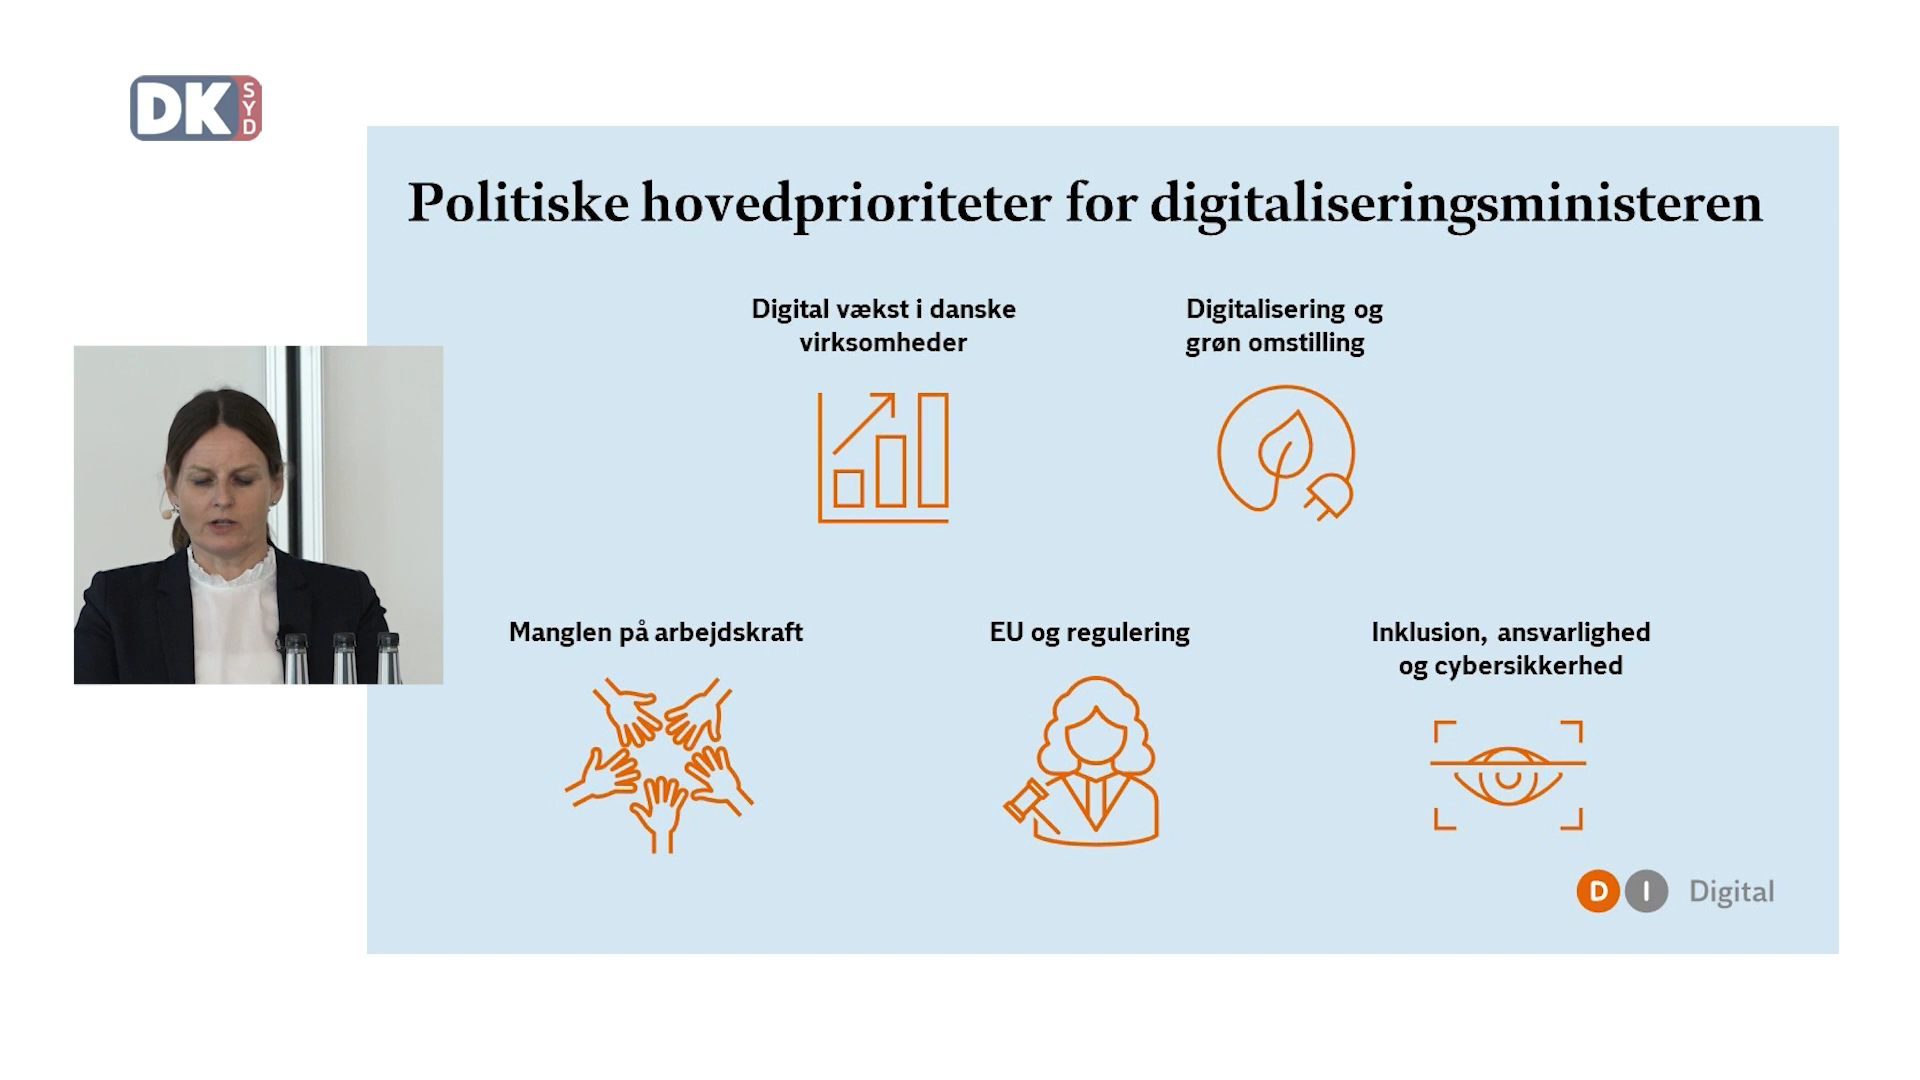 DK
SYD
Politiske hovedprioriteter for digitaliseringsministeren
Digital vækst i danske
virksomheder
Digitalisering og
grøn omstilling
Manglen på arbejdskraft
EU og regulering
Inklusion, ansvarlighed
og cybersikkerhed
D I Digital